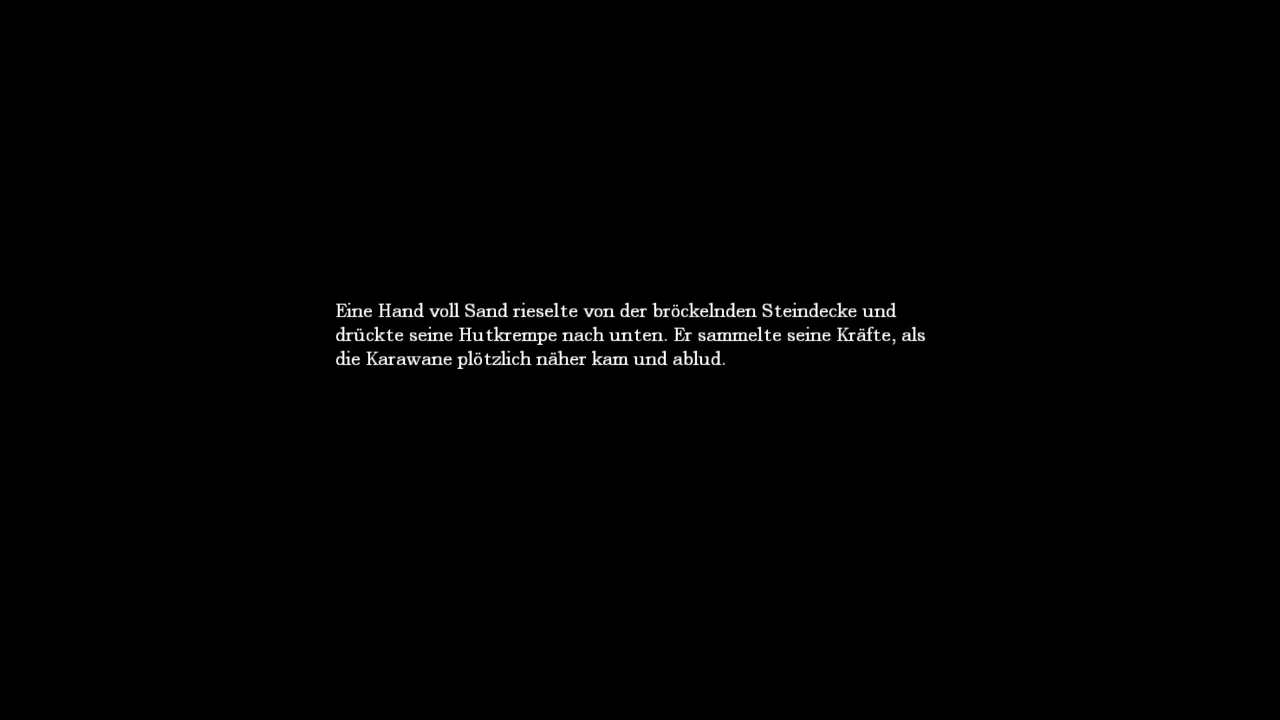 Eine Hand voll Sand rieselte von der bröckelnden Steindecke und
drückte seine Hutkrempe nach unten. Er sammelte seine Kräfte, als
die Karawane plötzlich näher kam und ablud.